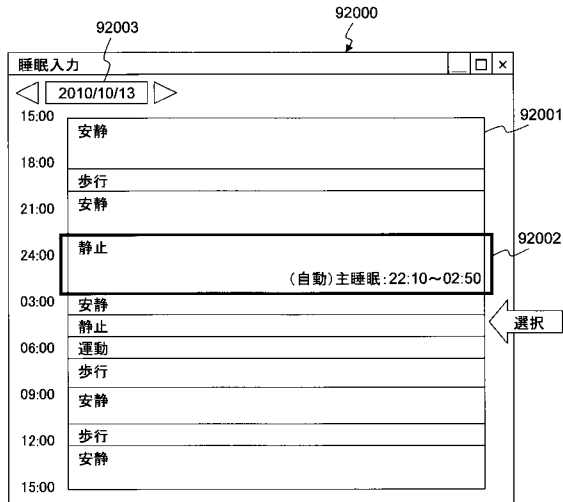 92003
92000
睡眠入力
2010/10/13
15:00
92001
安静
18:00
歩行
21:00
安静
92002
静止
24:00
(自動)主睡眠:22:10～02:50
03:00
安静
静止
選択
06:00
運動
歩行
09:00
安静
12:00
歩行
安静
15:00